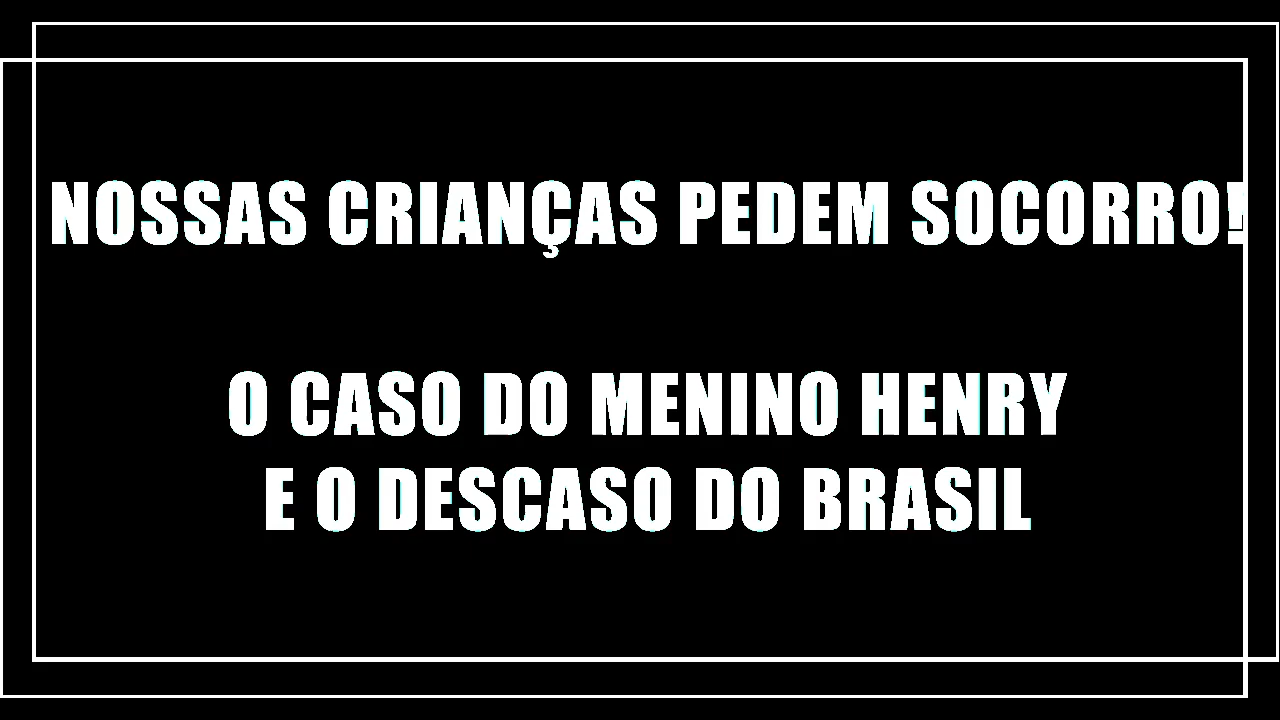 NOSSAS CRIANÇAS PEDEM SOCORRO!
O CASO DO MENINO HENRY
E O DESCASO DO BRASIL